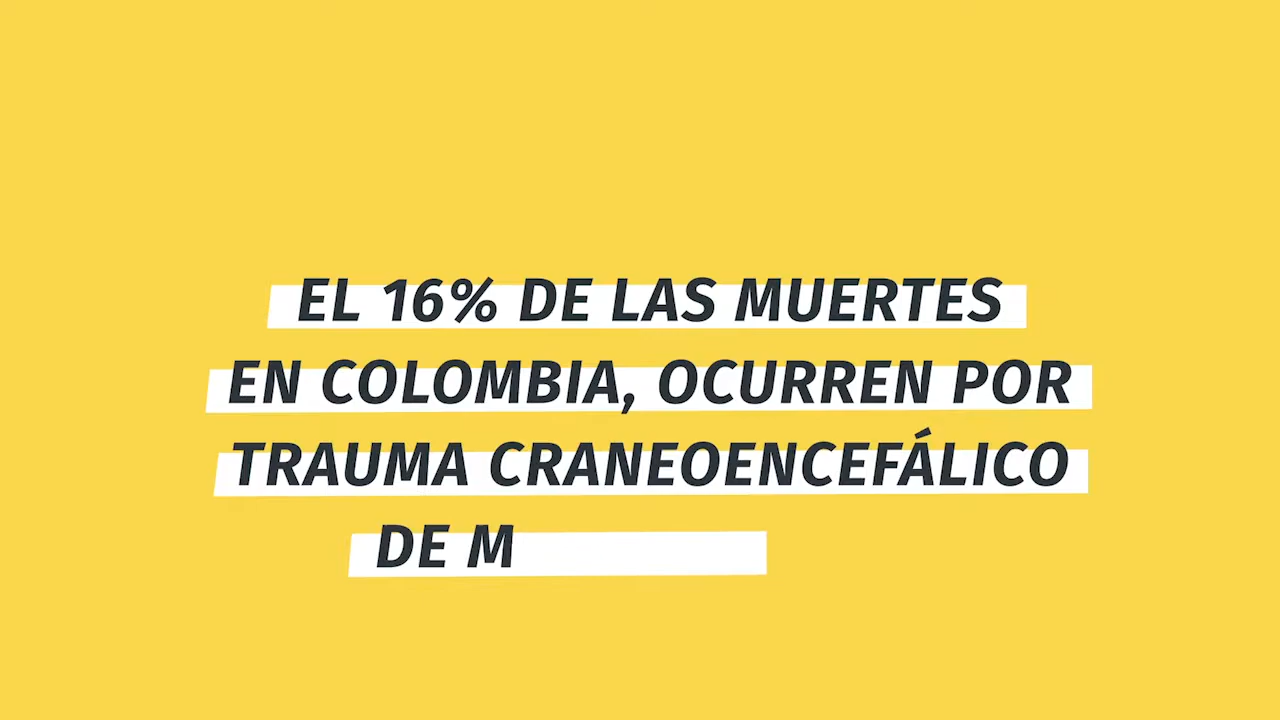 EL 16% DE LAS MUERTES
EN COLOMBIA, OCURREN POR
TRAUMA CRANEOENCEFÁLICO
DE M